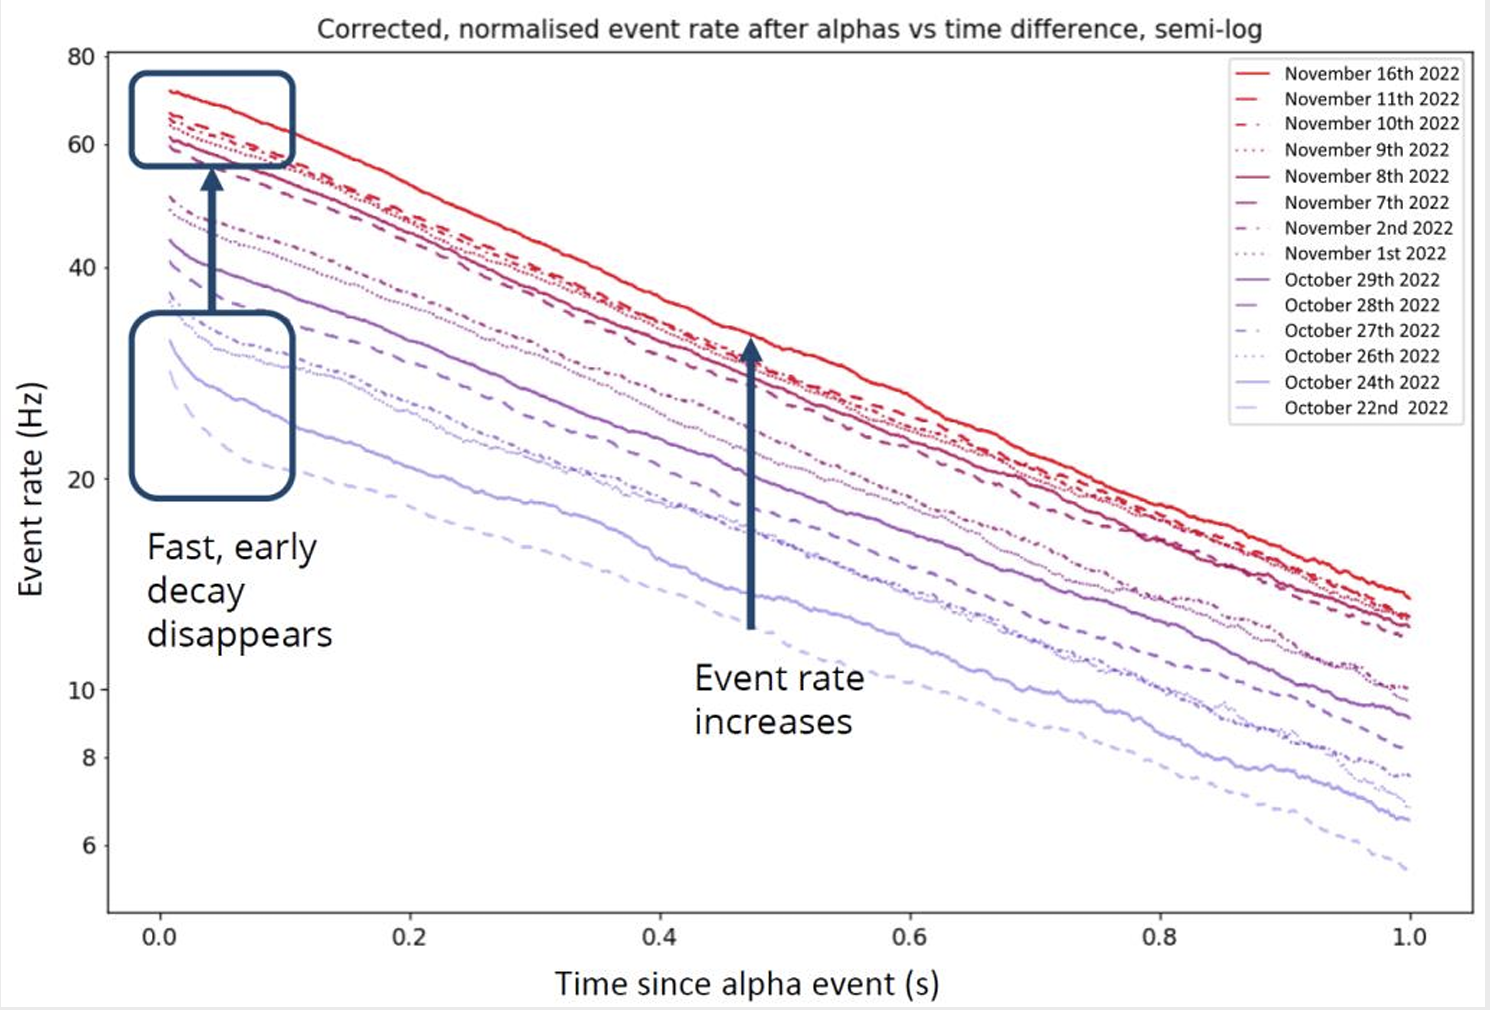 Corrected, normalised event rate after alphas vs time difference, semi-log
80
60
40
20
10
8
6
Event rate (Hz)
November 16th 2022
November 11th 2022
November 10th 2022
November 9th 2022
November 8th 2022
November 7th 2022
November 2nd 2022
November 1st 2022
October 29th 2022
October 28th 2022
October 27th 2022
October 26th 2022
October 24th 2022
October 22nd 2022
Fast, early
decay
disappears
Event rate
increases
0.0 0.2 0.4 0.6 0.8 1.0
Time since alpha event (s)